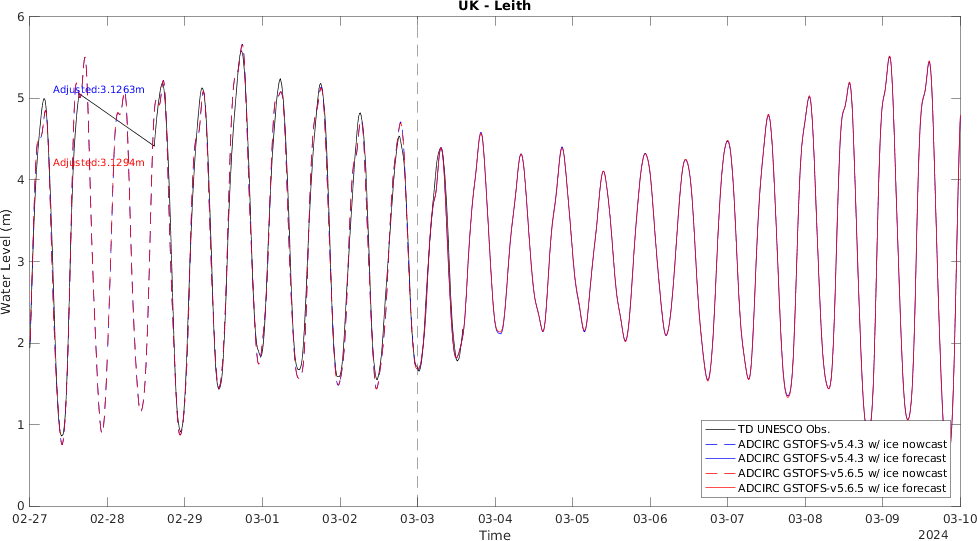 UK - Leith
6
5
4
3
2
1
0
Water Level (m)
Adjusted:3.1263m
Adjusted:3.1294m
TD UNESCO Obs.
ADCIRC GSTOFS-v5.4.3 w/ ice nowcast
ADCIRC GSTOFS-v5.4.3 w/ ice forecast
ADCIRC GSTOFS-v5.6.5 w/ ice nowcast
ADCIRC GSTOFS-v5.6.5 w/ ice forecast
02-27 02-28 02-29 03-01 03-02 03-03 03-04 03-05 03-06 03-07 03-08 03-09 03-10
Time
2024